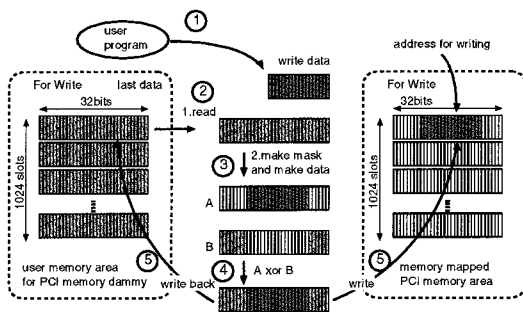 1
user
program
write data
address for writing
For Write
last data
32bits
2
1.read
1024 slots
3
2.make mask
and make data
A
B
4
A xor B
5
write back
user memory area
for PCI memory dammy
For Write
32bits
1024 slots
write
5
memory mapped
PCI memory area